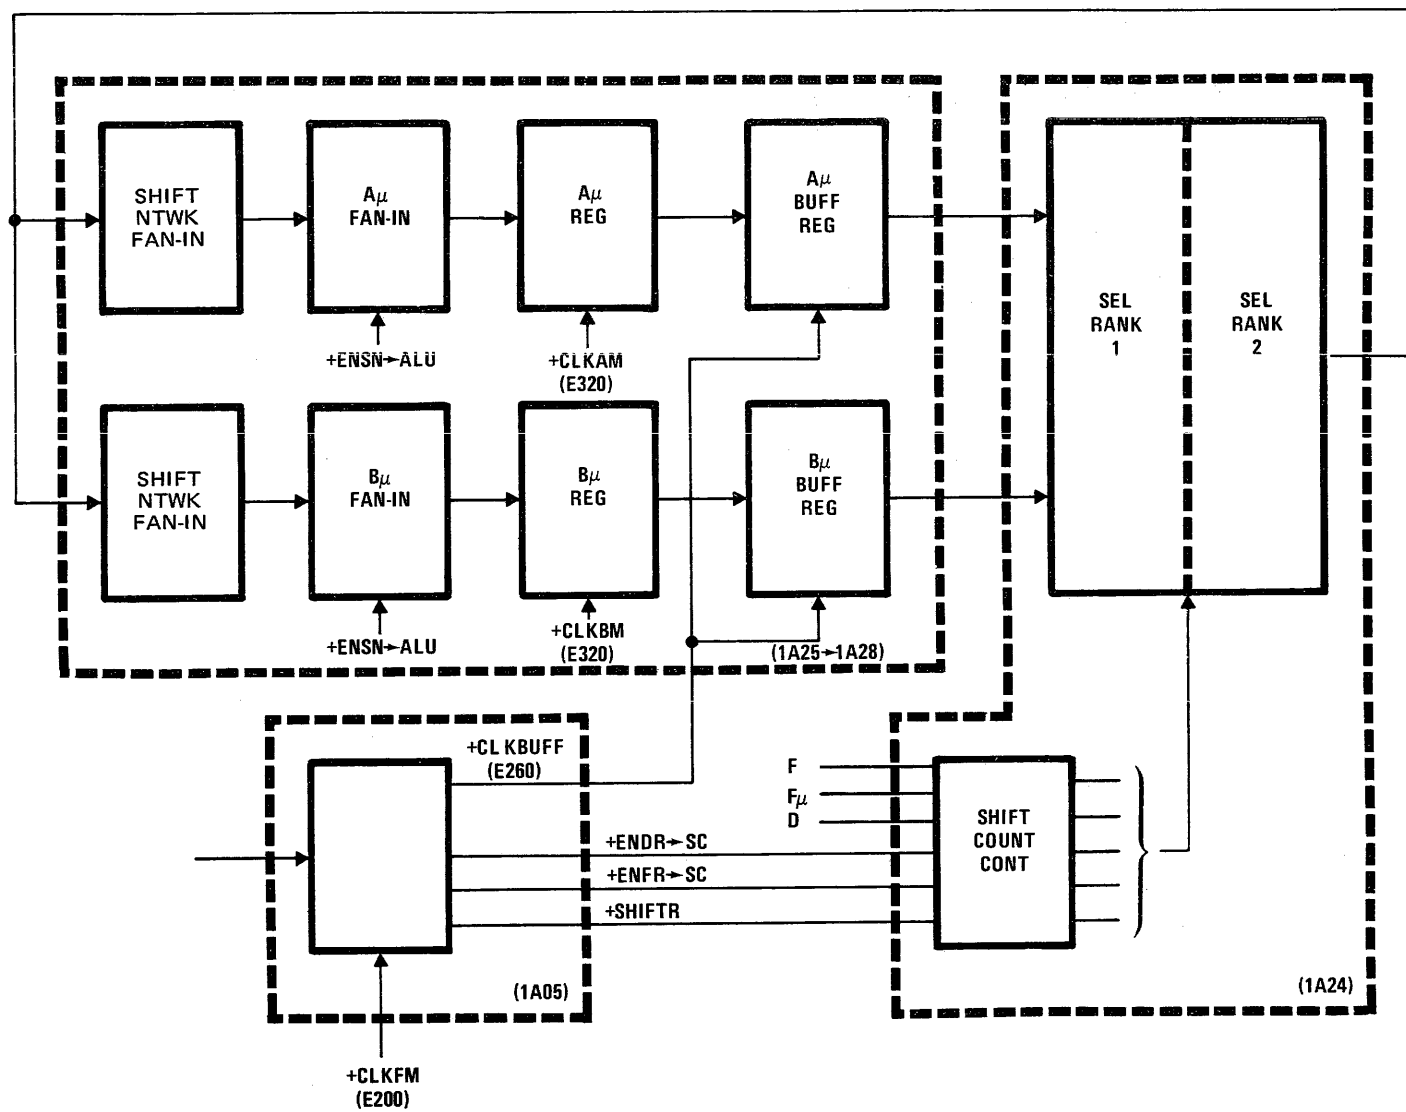 SHIFT
NTWK
FAN-IN
Aμ
FAN-IN
Aμ
REG
Aμ
BUFF
REG
SEL
RANK
1
SEL
RANK
2
+ENSN→ALU
+CLKAM
(E320)
SHIFT
NTWK
FAN-IN
Bμ
FAN-IN
Bμ
REG
Bμ
BUFF
REG
+ENSN→ALU
+CLKBM
(E320)
(1A25→1A28)
+CLKBUFF
(E260)
F
Fμ
D
SHIFT
COUNT
CONT
+ENDR→SC
+ENFR→SC
+SHIFTR
(1A05)
(1A24)
+CLKFM
(E200)